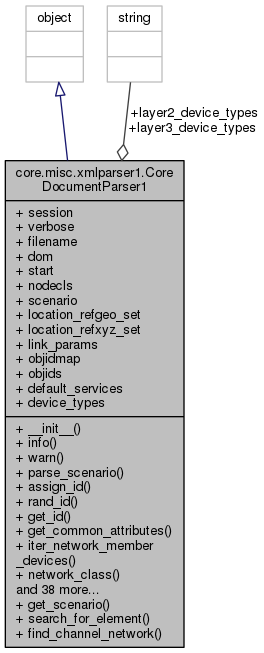 object
string
+layer2_device_types
+layer3_device_types
core.misc.xmlparser1.Core
DocumentParser1
+ session
+ verbose
+ filename
+ dom
+ start
+ nodecls
+ scenario
+ location_refgeo_set
+ location_refxyz_set
+ link_params
+ objidmap
+ objids
+ default_services
+ device_types
+ __init__()
+ info()
+ warn()
+ parse_scenario()
+ assign_id()
+ rand_id()
+ get_id()
+ get_common_attributes()
+ iter_network_member
_devices()
+ network_class()
and 38 more...
+ get_scenario()
+ search_for_element()
+ find_channel_network()